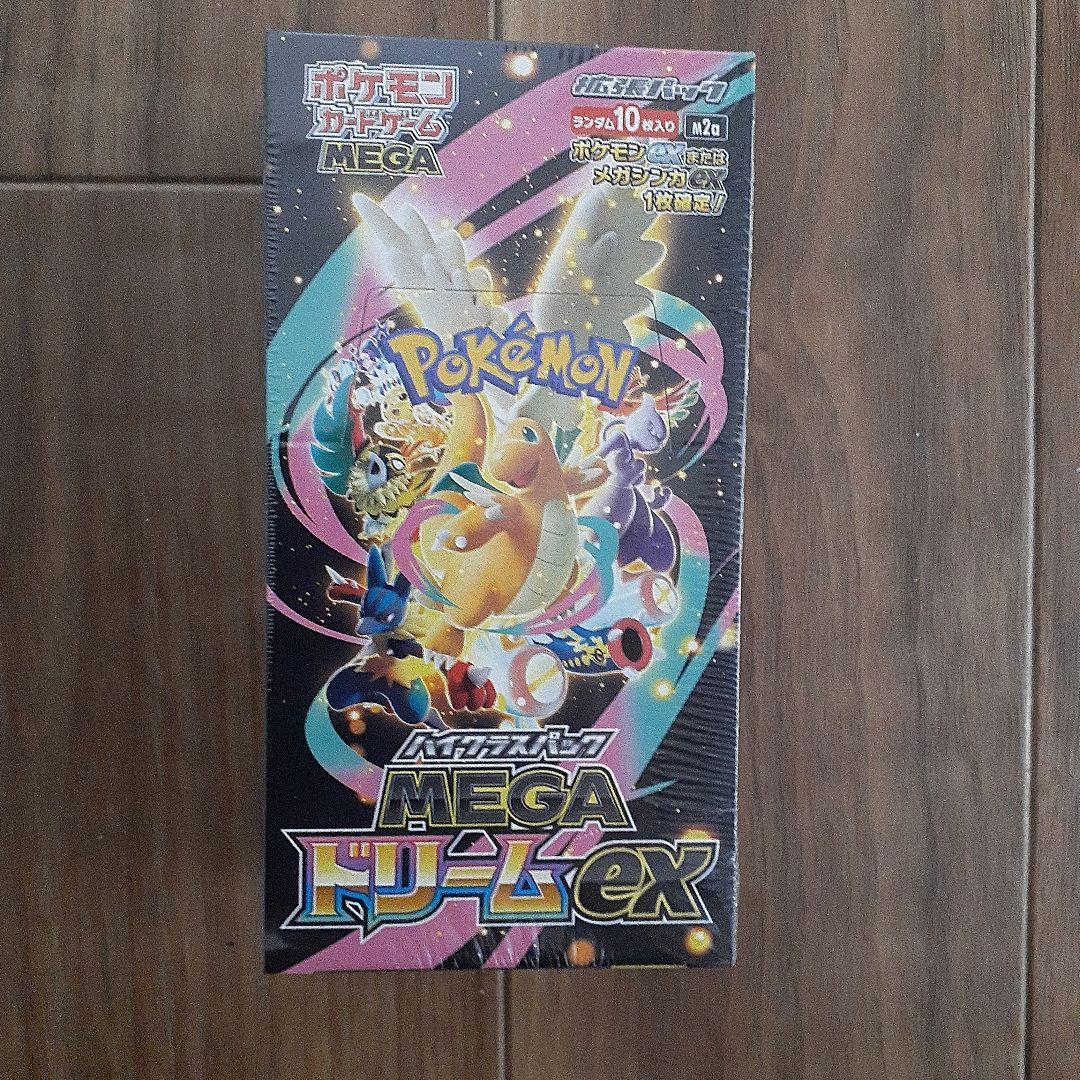 ポケモン
カードゲーム
MEGA
拡張パック
ランダム10枚入り M2a
ポケモンexまたは
メガシンカex
1枚確定!
POKéMON
ハイクラスパック
MEGA
ドリームex